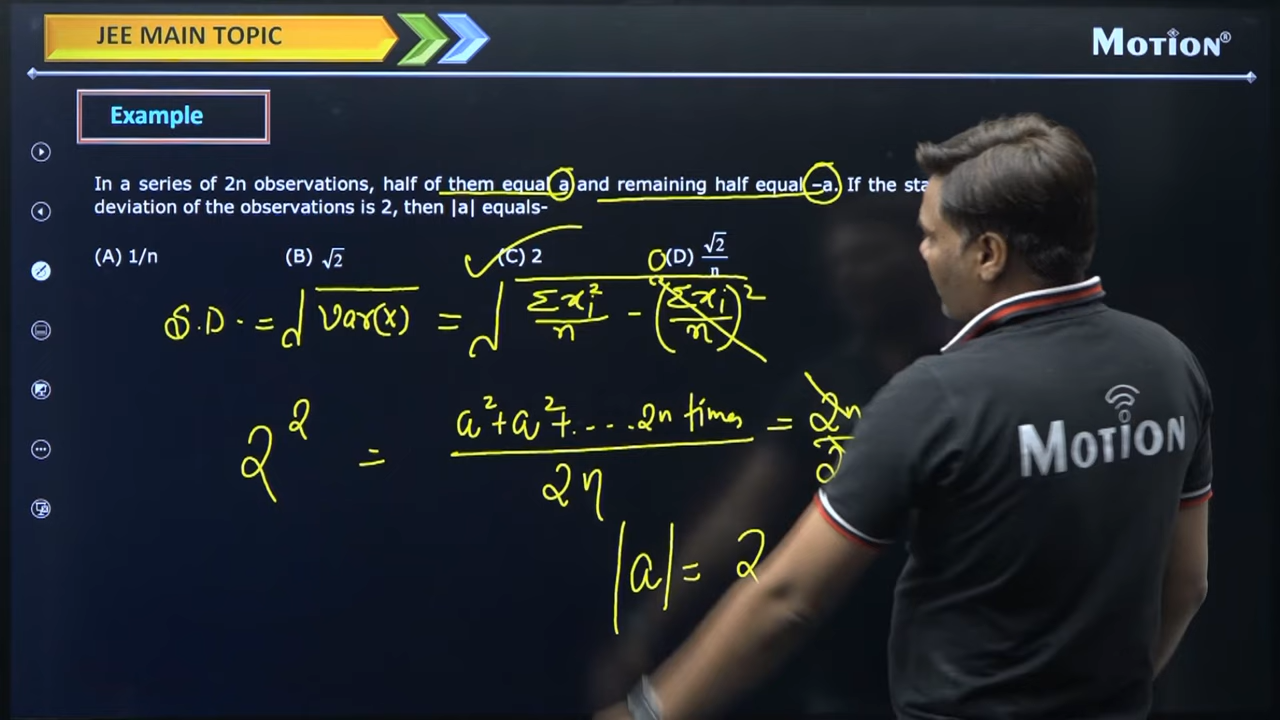 JEE MAIN TOPIC
MOTION®
Example
In a series of 2n observations, half of them equal a and remaining half equal –a. If the
deviation of the observations is 2, then |a| equals-
(A) 1/n (B) √2 (C) 2 (D) √2/n
S.D. = √Var(x) = √(Σxi²/n - (Σxi/n)²) 0
2² = (a²+a²+....2n times)/2n =
|a| = 2
MOTION